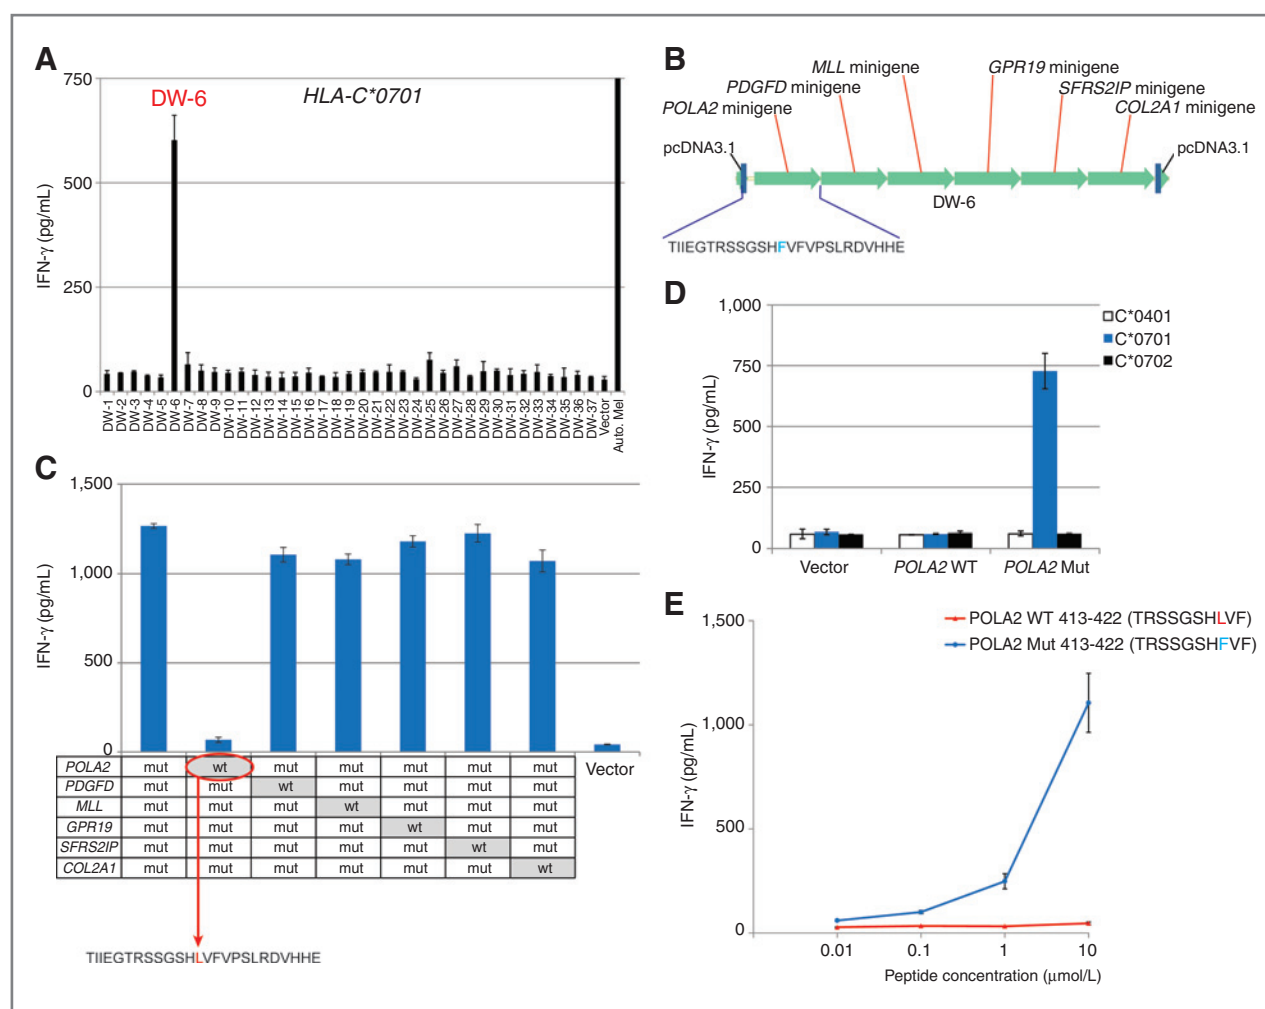 A
750
500
250
0
IFN-γ (pg/mL)
DW-6
HLA-C*0701
DW-1
DW-2
DW-3
DW-4
DW-5
DW-6
DW-7
DW-8
DW-9
DW-10
DW-11
DW-12
DW-13
DW-14
DW-15
DW-16
DW-17
DW-18
DW-19
DW-20
DW-21
DW-22
DW-23
DW-24
DW-25
DW-26
DW-27
DW-28
DW-29
DW-30
DW-31
DW-32
DW-33
DW-34
DW-35
DW-36
DW-37
Vector
Auto. Mel
B
MLL minigene
GPR19 minigene
PDGFD minigene
SFRS2IP minigene
POLA2 minigene
COL2A1 minigene
pcDNA3.1
pcDNA3.1
DW-6
TIIEGTRSSGSHFVFVPSLRDVHHE
C
1,500
1,000
500
0
IFN-γ (pg/mL)
POLA2 mut wt mut mut mut mut mut Vector
PDGFD mut mut wt mut mut mut mut
MLL mut mut mut wt mut mut mut
GPR19 mut mut mut mut wt mut mut
SFRS2IP mut mut mut mut mut wt mut
COL2A1 mut mut mut mut mut mut wt
TIIEGTRSSGSHLVFVPSLRDVHHE
D
1,000
750
500
250
0
IFN-γ (pg/mL)
C*0401
C*0701
C*0702
Vector POLA2 WT POLA2 Mut
E
1,500
1,000
500
0
IFN-γ (pg/mL)
POLA2 WT 413-422 (TRSSGSHLVF)
POLA2 Mut 413-422 (TRSSGSHFVF)
0.01 0.1 1 10
Peptide concentration (μmol/L)